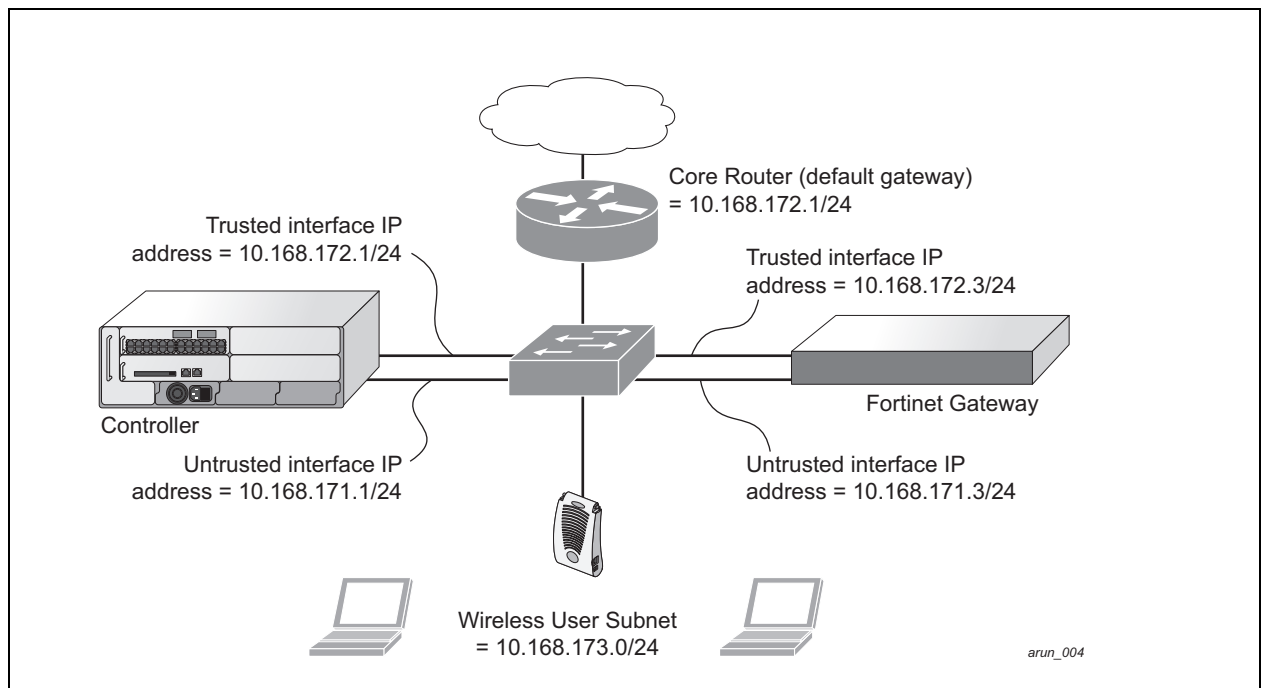 Core Router (default gateway)
= 10.168.172.1/24
Trusted interface IP
address = 10.168.172.1/24
Trusted interface IP
address = 10.168.172.3/24
Controller
Fortinet Gateway
Untrusted interface IP
address = 10.168.171.1/24
Untrusted interface IP
address = 10.168.171.3/24
Wireless User Subnet
= 10.168.173.0/24
arun_004